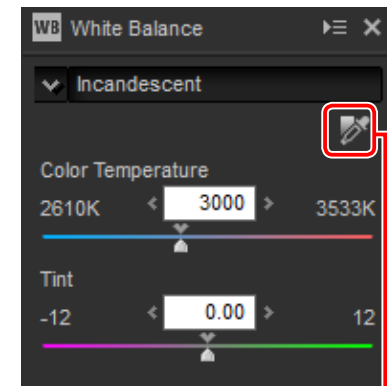 WB White Balance
Incandescent
Color Temperature
2610K 3000 3533K
Tint
-12 0.00 12